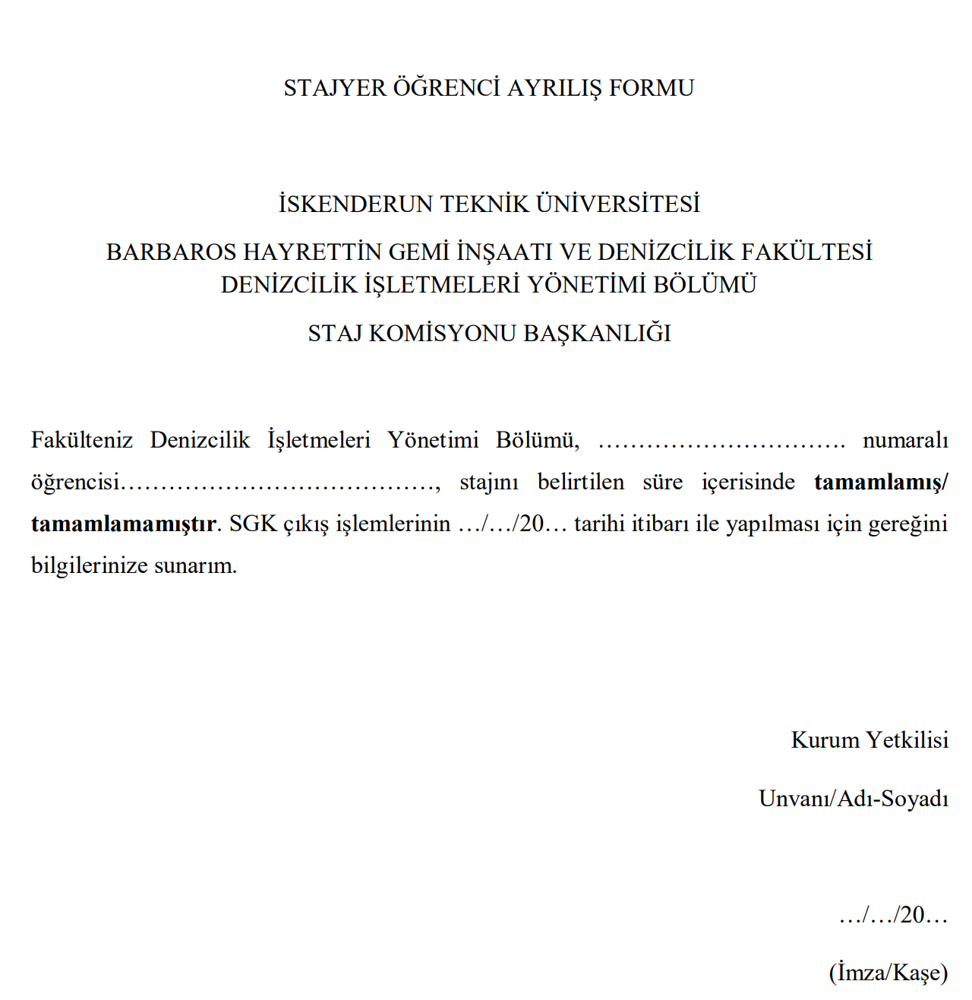 STAJYER ÖĞRENCİ AYRILIŞ FORMU
İSKENDERUN TEKNİK ÜNİVERSİTESİ
BARBAROS HAYRETTİN GEMİ İNŞAATI VE DENİZCİLİK FAKÜLTESİ
DENİZCİLİK İŞLETMELERİ YÖNETİMİ BÖLÜMÜ
STAJ KOMİSYONU BAŞKANLIĞI
Fakülteniz Denizcilik İşletmeleri Yönetimi Bölümü, …………………………. numaralı
öğrencisi…………………………………, stajını belirtilen süre içerisinde tamamlamış/
tamamlamamıştır. SGK çıkış işlemlerinin …/…/20… tarihi itibarı ile yapılması için gereğini
bilgilerinize sunarım.
Kurum Yetkilisi
Unvanı/Adı-Soyadı
…/…/20…
(İmza/Kaşe)